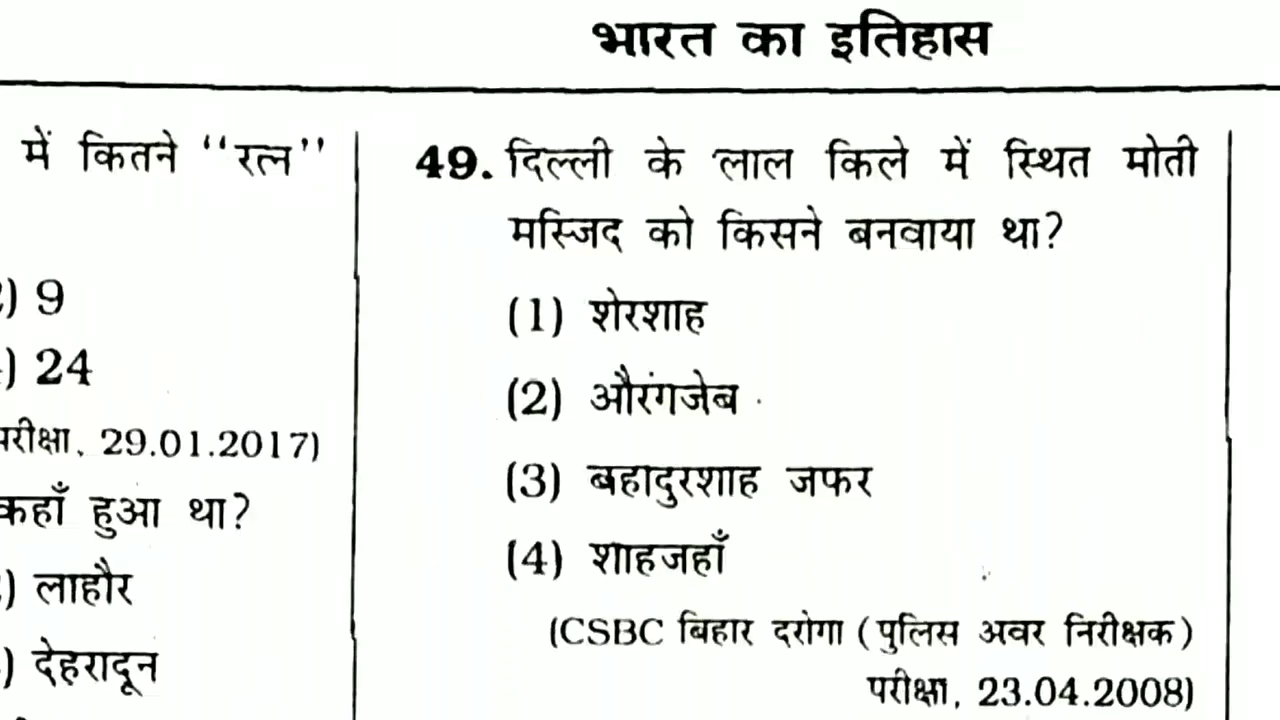 भारत का इतिहास
में कितने ‘‘रत्न’’
) 9
) 24
परीक्षा, 29.01.2017)
कहाँ हुआ था?
) लाहौर
) देहरादून
49. दिल्ली के लाल किले में स्थित मोती
मस्जिद को किसने बनवाया था?
(1) शेरशाह
(2) औरंगजेब
(3) बहादुरशाह जफर
(4) शाहजहाँ
(CSBC बिहार दरोगा (पुलिस अवर निरीक्षक)
परीक्षा, 23.04.2008)